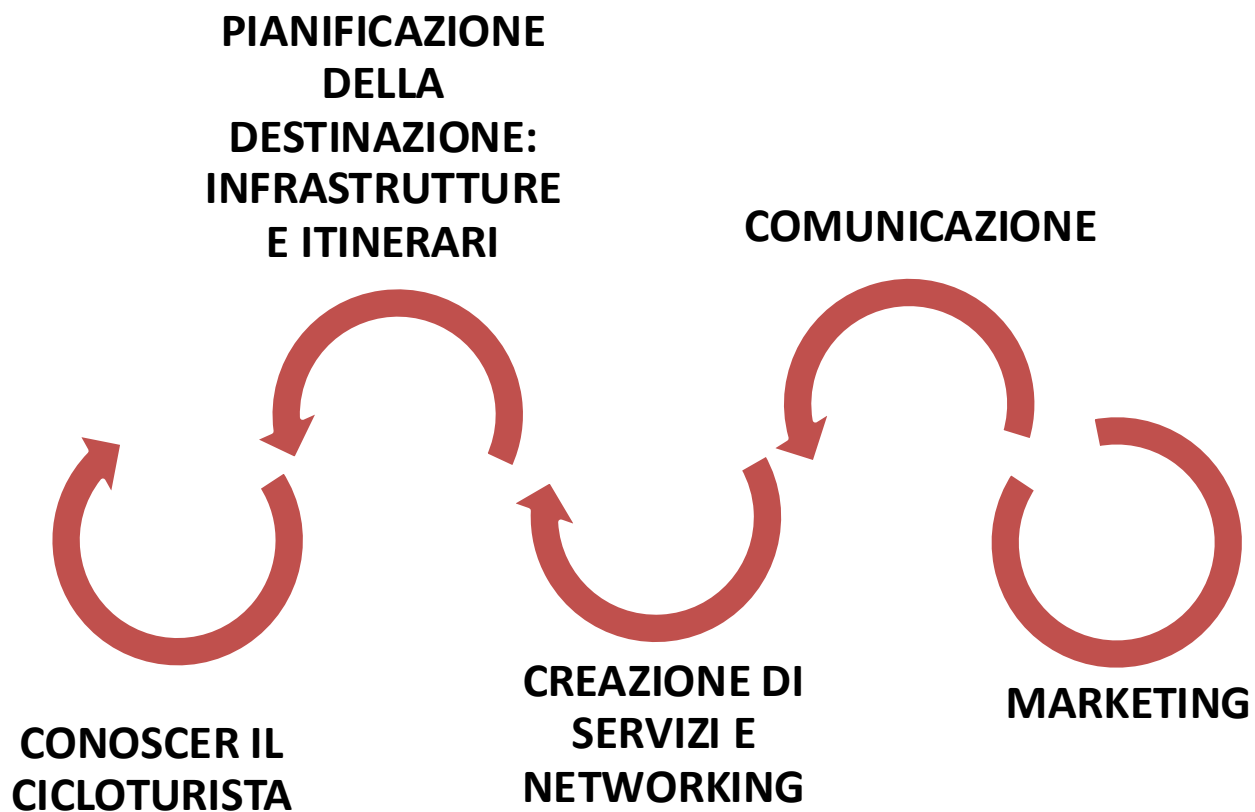 PIANIFICAZIONE
DELLA
DESTINAZIONE:
INFRASTRUTTURE
E ITINERARI
COMUNICAZIONE
CONOSCER IL
CICLOTURISTA
CREAZIONE DI
SERVIZI E
NETWORKING
MARKETING